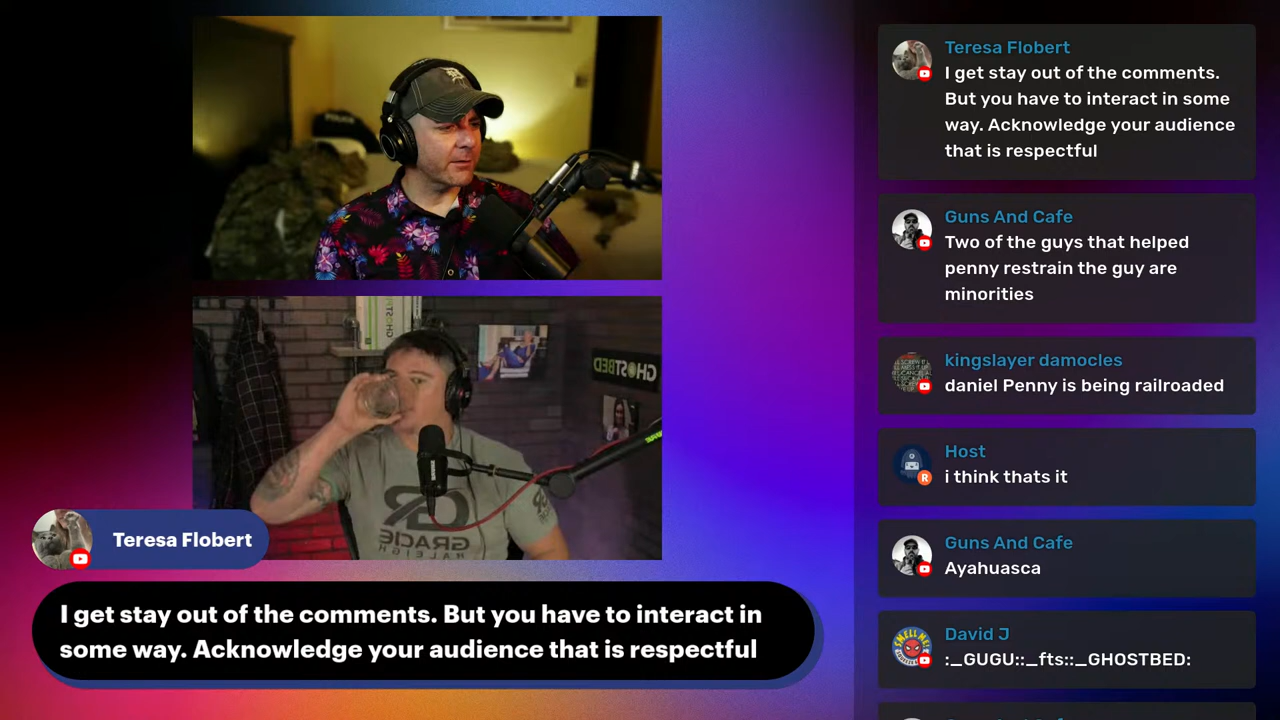 POLICE
GHOSTBED
GRACIE
RALEIGH
Teresa Flobert
I get stay out of the comments. But you have to interact in
some way. Acknowledge your audience that is respectful
Teresa Flobert
I get stay out of the comments.
But you have to interact in some
way. Acknowledge your audience
that is respectful
Guns And Cafe
Two of the guys that helped
penny restrain the guy are
minorities
kingslayer damocles
daniel Penny is being railroaded
Host
i think thats it
Guns And Cafe
Ayahuasca
David J
:_GUGU::_fts::_GHOSTBED: